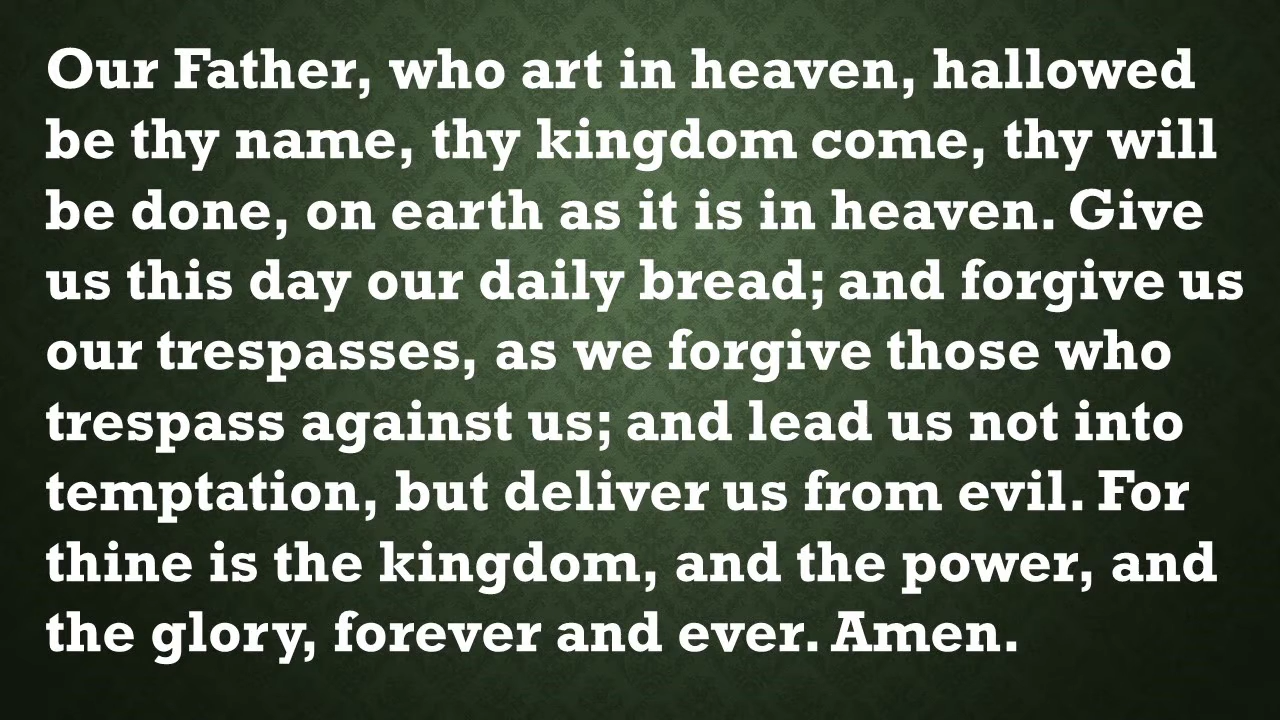 Our Father, who art in heaven, hallowed
be thy name, thy kingdom come, thy will
be done, on earth as it is in heaven. Give
us this day our daily bread; and forgive us
our trespasses, as we forgive those who
trespass against us; and lead us not into
temptation, but deliver us from evil. For
thine is the kingdom, and the power, and
the glory, forever and ever. Amen.